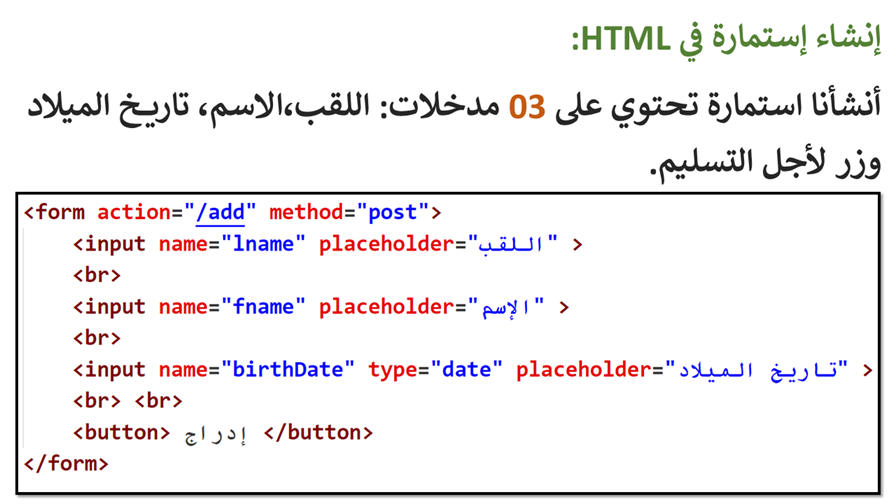 إنشاء إستمارة في HTML:
أنشأنا استمارة تحتوي على 03 مدخلات: اللقب،الاسم، تاريخ الميلاد
وزر لأجل التسليم.
<form action="/add" method="post">
<input name="lname" placeholder="اللقب" >
<br>
<input name="fname" placeholder="الإسم" >
<br>
<input name="birthDate" type="date" placeholder="تاريخ الميلاد" >
<br> <br>
<button> إدراج </button>
</form>